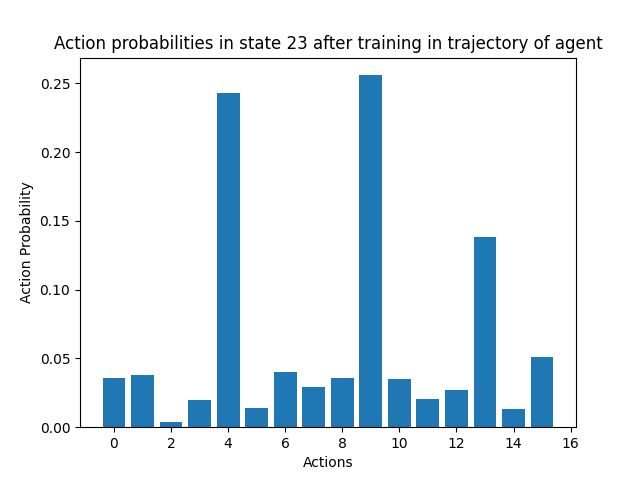 Action probabilities in state 23 after training in trajectory of agent
0.25
0.20
0.15
0.10
0.05
0.00
Action Probability
0 2 4 6 8 10 12 14 16
Actions